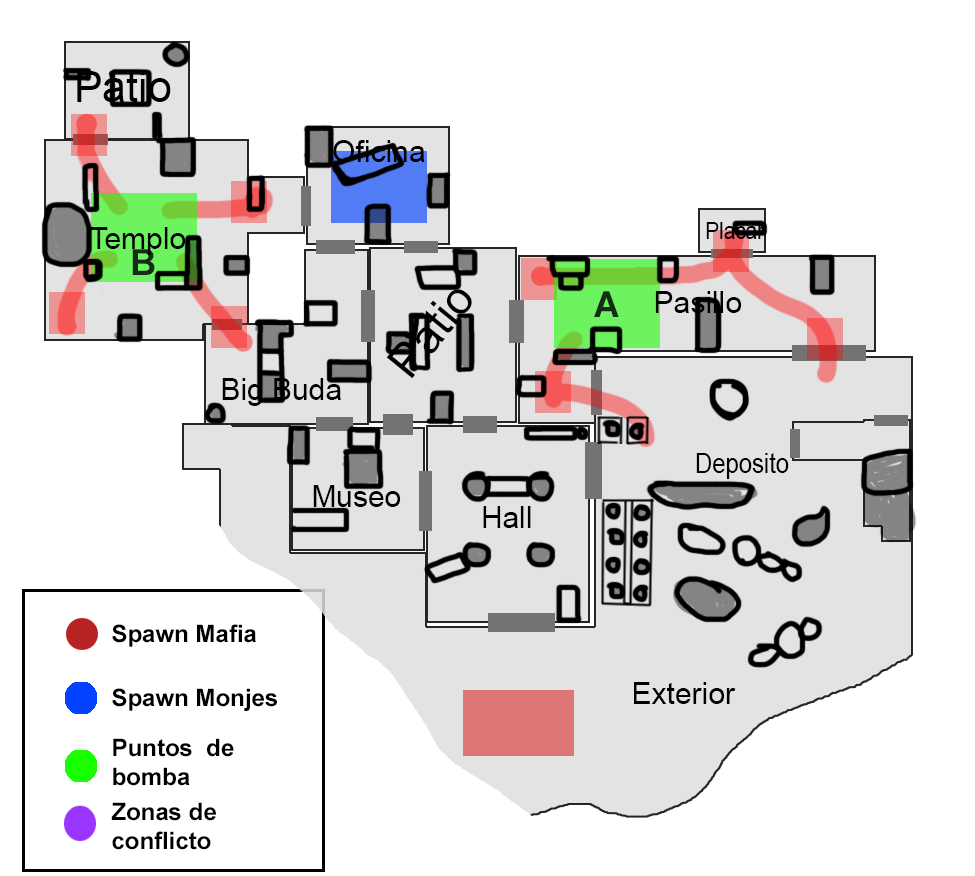 Patio
Oficina
Templo
B
Placar
A
Pasillo
Patio
Big Buda
Deposito
Museo
Hall
Exterior
Spawn Mafia
Spawn Monjes
Puntos de
bomba
Zonas de
conflicto